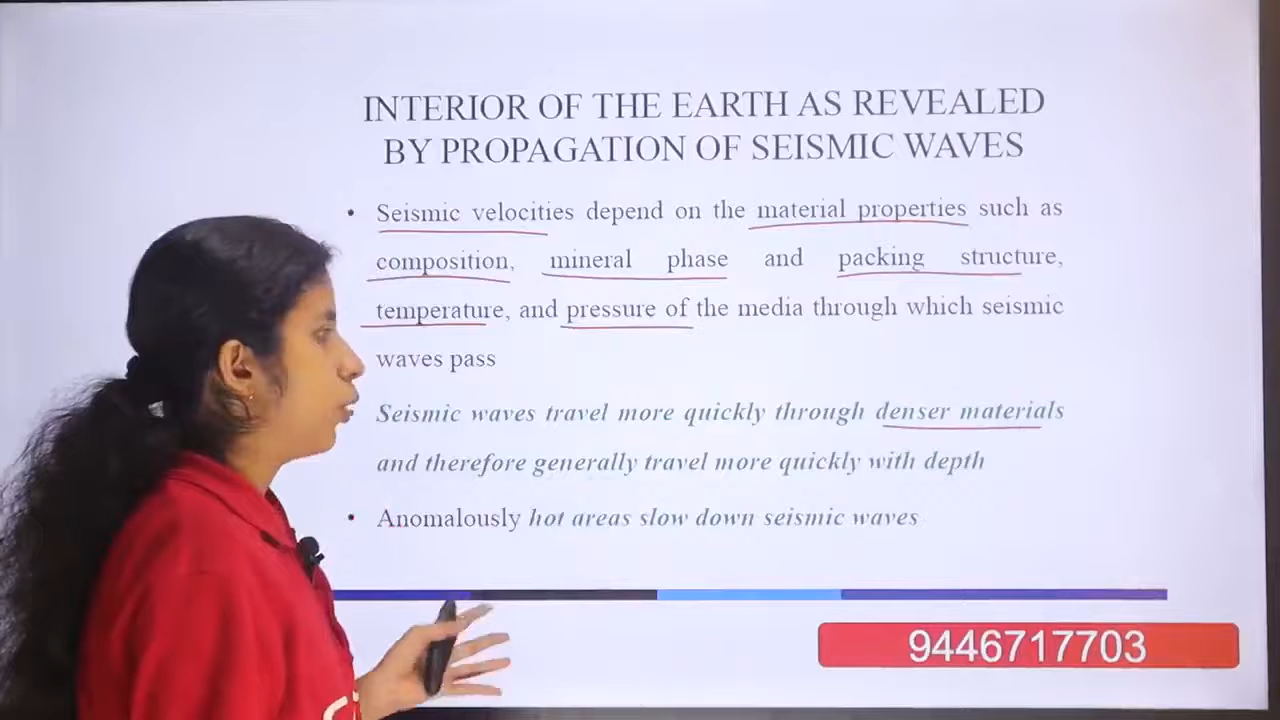 INTERIOR OF THE EARTH AS REVEALED
BY PROPAGATION OF SEISMIC WAVES
• Seismic velocities depend on the material properties such as
composition, mineral phase and packing structure,
temperature, and pressure of the media through which seismic
waves pass
Seismic waves travel more quickly through denser materials
and therefore generally travel more quickly with depth
• Anomalously hot areas slow down seismic waves
9446717703